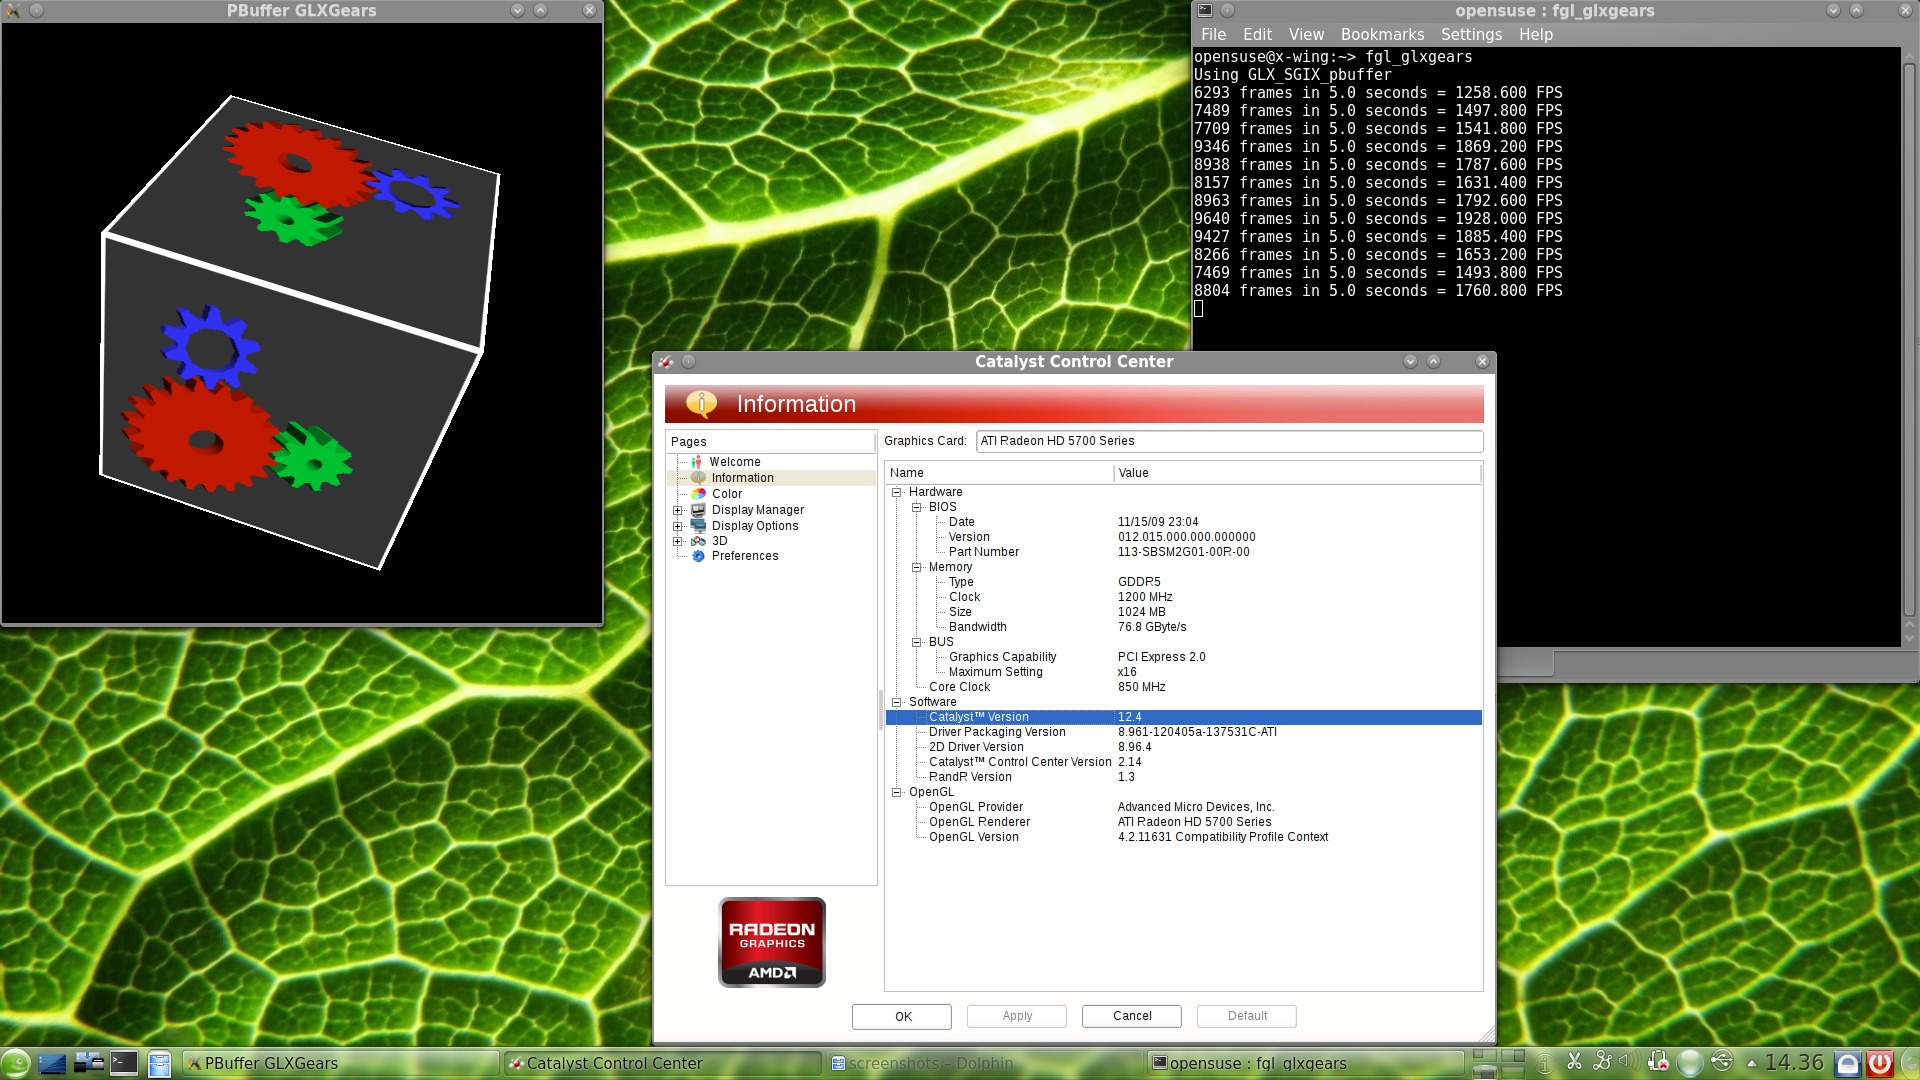 PBuffer GLXGears
opensuse : fgl_glxgears
File Edit View Bookmarks Settings Help
opensuse@x-wing:~> fgl_glxgears
Using GLX_SGIX_pbuffer
6293 frames in 5.0 seconds = 1258.600 FPS
7489 frames in 5.0 seconds = 1497.800 FPS
7709 frames in 5.0 seconds = 1541.800 FPS
9346 frames in 5.0 seconds = 1869.200 FPS
8938 frames in 5.0 seconds = 1787.600 FPS
8157 frames in 5.0 seconds = 1631.400 FPS
8963 frames in 5.0 seconds = 1792.600 FPS
9640 frames in 5.0 seconds = 1928.000 FPS
9427 frames in 5.0 seconds = 1885.400 FPS
8266 frames in 5.0 seconds = 1653.200 FPS
7469 frames in 5.0 seconds = 1493.800 FPS
8804 frames in 5.0 seconds = 1760.800 FPS
Catalyst Control Center
Information
Pages
Welcome
Information
Color
Display Manager
Display Options
3D
Preferences
RADEON
GRAPHICS
AMD
Graphics Card: ATI Radeon HD 5700 Series
Name Value
Hardware
BIOS
Date 11/15/09 23:04
Version 012.015.000.000.000000
Part Number 113-SBSM2G01-00R-00
Memory
Type GDDR5
Clock 1200 MHz
Size 1024 MB
Bandwidth 76.8 GByte/s
BUS
Graphics Capability PCI Express 2.0
Maximum Setting x16
Core Clock 850 MHz
Software
Catalyst™ Version 12.4
Driver Packaging Version 8.961-120405a-137531C-ATI
2D Driver Version 8.96.4
Catalyst™ Control Center Version 2.14
RandR Version 1.3
OpenGL
OpenGL Provider Advanced Micro Devices, Inc.
OpenGL Renderer ATI Radeon HD 5700 Series
OpenGL Version 4.2.11631 Compatibility Profile Context
OK Apply Cancel Default
PBuffer GLXGears Catalyst Control Center screenshots – Dolphin opensuse : fgl_glxgears 14.36